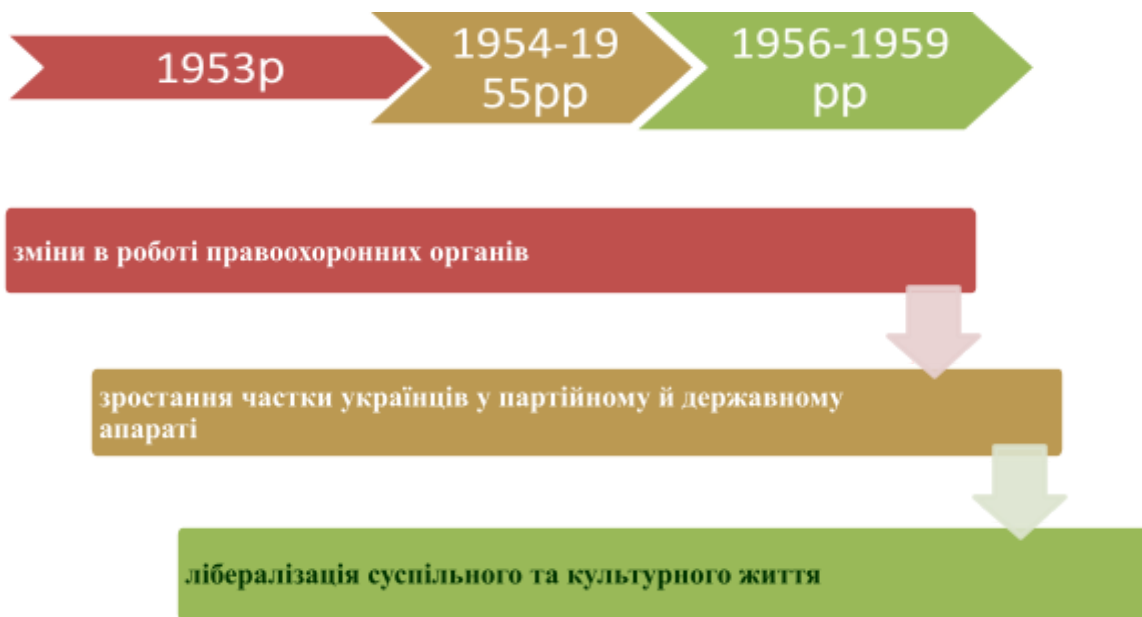 1953р
1954-19
55рр
1956-1959
рр
зміни в роботі правоохоронних органів
зростання частки українців у партійному й державному
апараті
лібералізація суспільного та культурного життя